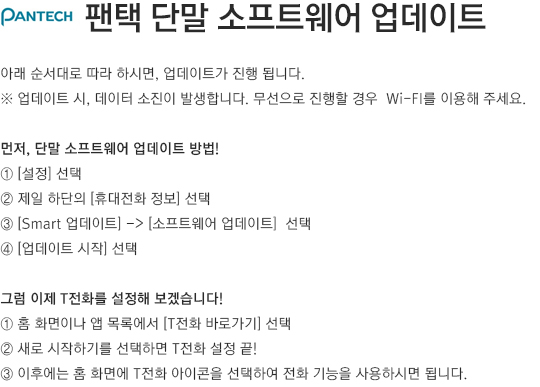 PANTECH 팬택 단말 소프트웨어 업데이트
아래 순서대로 따라 하시면, 업데이트가 진행 됩니다.
※ 업데이트 시, 데이터 소진이 발생합니다. 무선으로 진행할 경우 Wi-FI를 이용해 주세요.
먼저, 단말 소프트웨어 업데이트 방법!
① [설정] 선택
② 제일 하단의 [휴대전화 정보] 선택
③ [Smart 업데이트] -> [소프트웨어 업데이트] 선택
④ [업데이트 시작] 선택
그럼 이제 T전화를 설정해 보겠습니다!
① 홈 화면이나 앱 목록에서 [T전화 바로가기] 선택
② 새로 시작하기를 선택하면 T전화 설정 끝!
③ 이후에는 홈 화면에 T전화 아이콘을 선택하여 전화 기능을 사용하시면 됩니다.